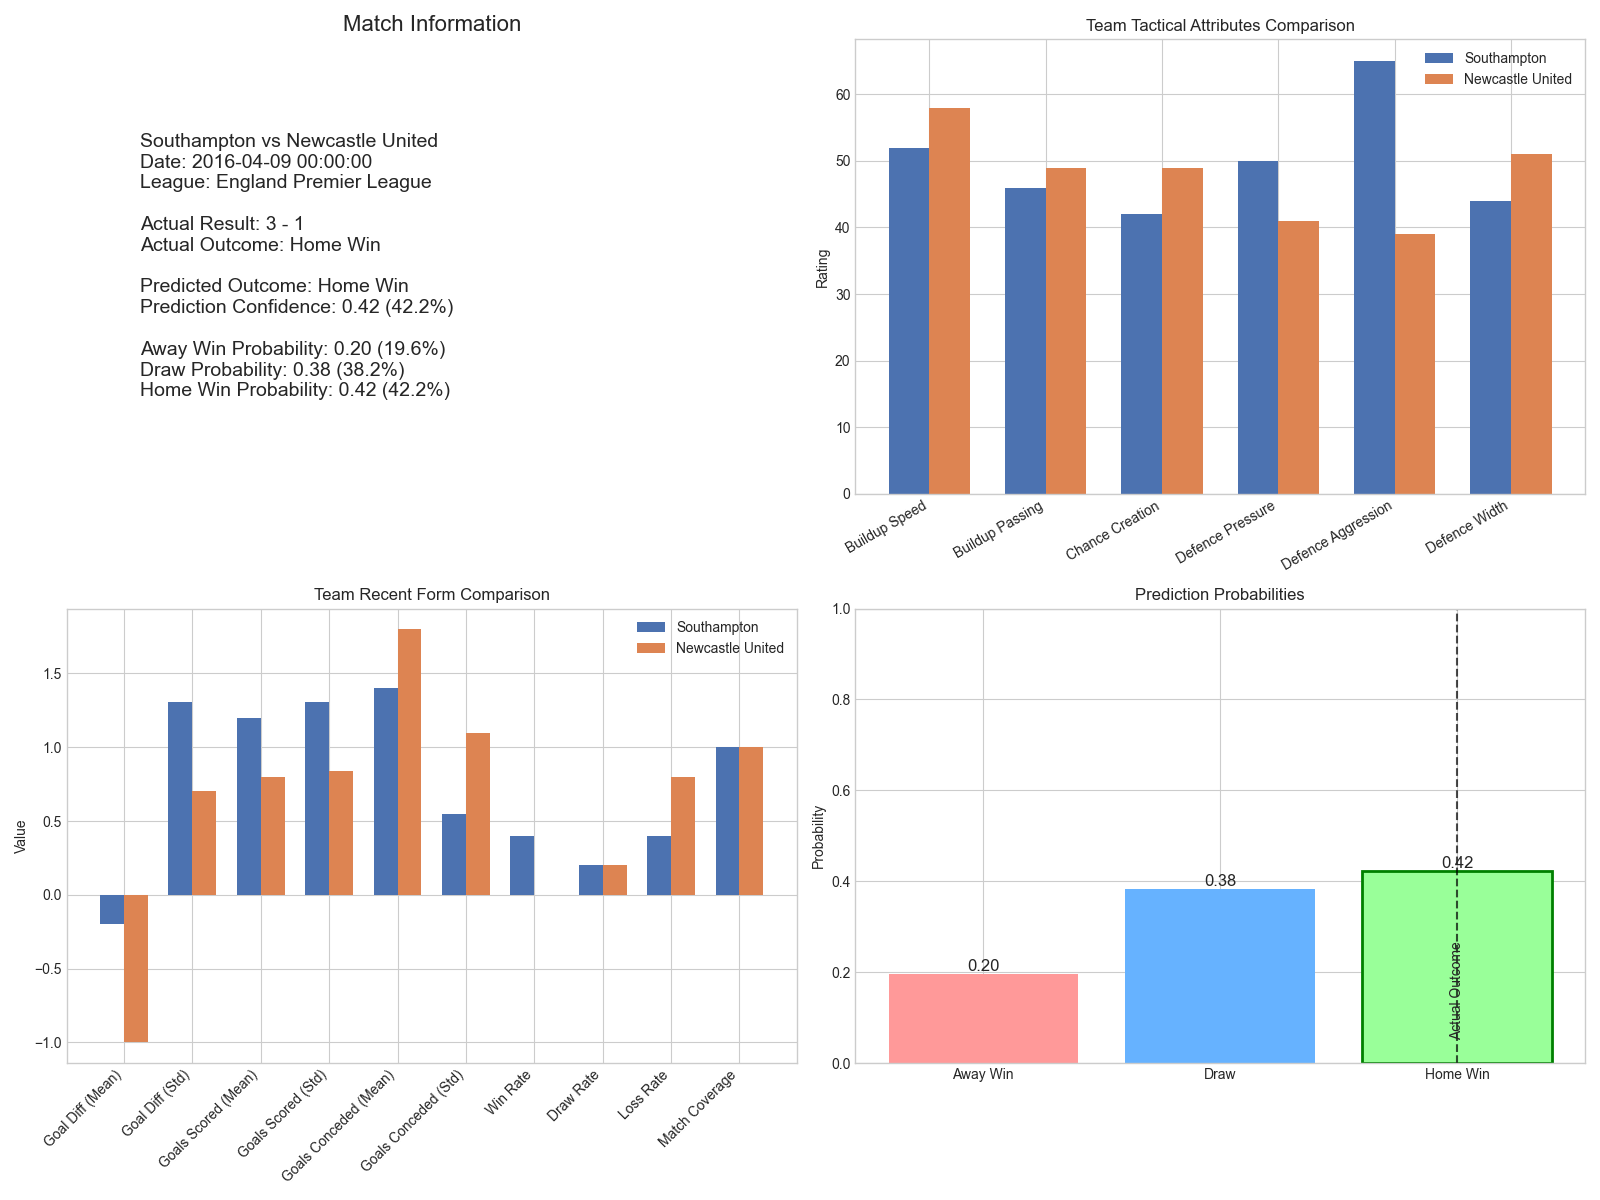 Match Information
Southampton vs Newcastle United
Date: 2016-04-09 00:00:00
League: England Premier League
Actual Result: 3 - 1
Actual Outcome: Home Win
Predicted Outcome: Home Win
Prediction Confidence: 0.42 (42.2%)
Away Win Probability: 0.20 (19.6%)
Draw Probability: 0.38 (38.2%)
Home Win Probability: 0.42 (42.2%)
Team Tactical Attributes Comparison
Southampton
Newcastle United
Rating
60
50
40
30
20
10
0
Buildup Speed
Buildup Passing
Chance Creation
Defence Pressure
Defence Aggression
Defence Width
Team Recent Form Comparison
Southampton
Newcastle United
Value
1.5
1.0
0.5
0.0
−0.5
−1.0
Goal Diff (Mean)
Goal Diff (Std)
Goals Scored (Mean)
Goals Scored (Std)
Goals Conceded (Mean)
Goals Conceded (Std)
Win Rate
Draw Rate
Loss Rate
Match Coverage
Prediction Probabilities
Probability
1.0
0.8
0.6
0.4
0.2
0.0
0.20
0.38
0.42
Actual Outcome
Away Win
Draw
Home Win